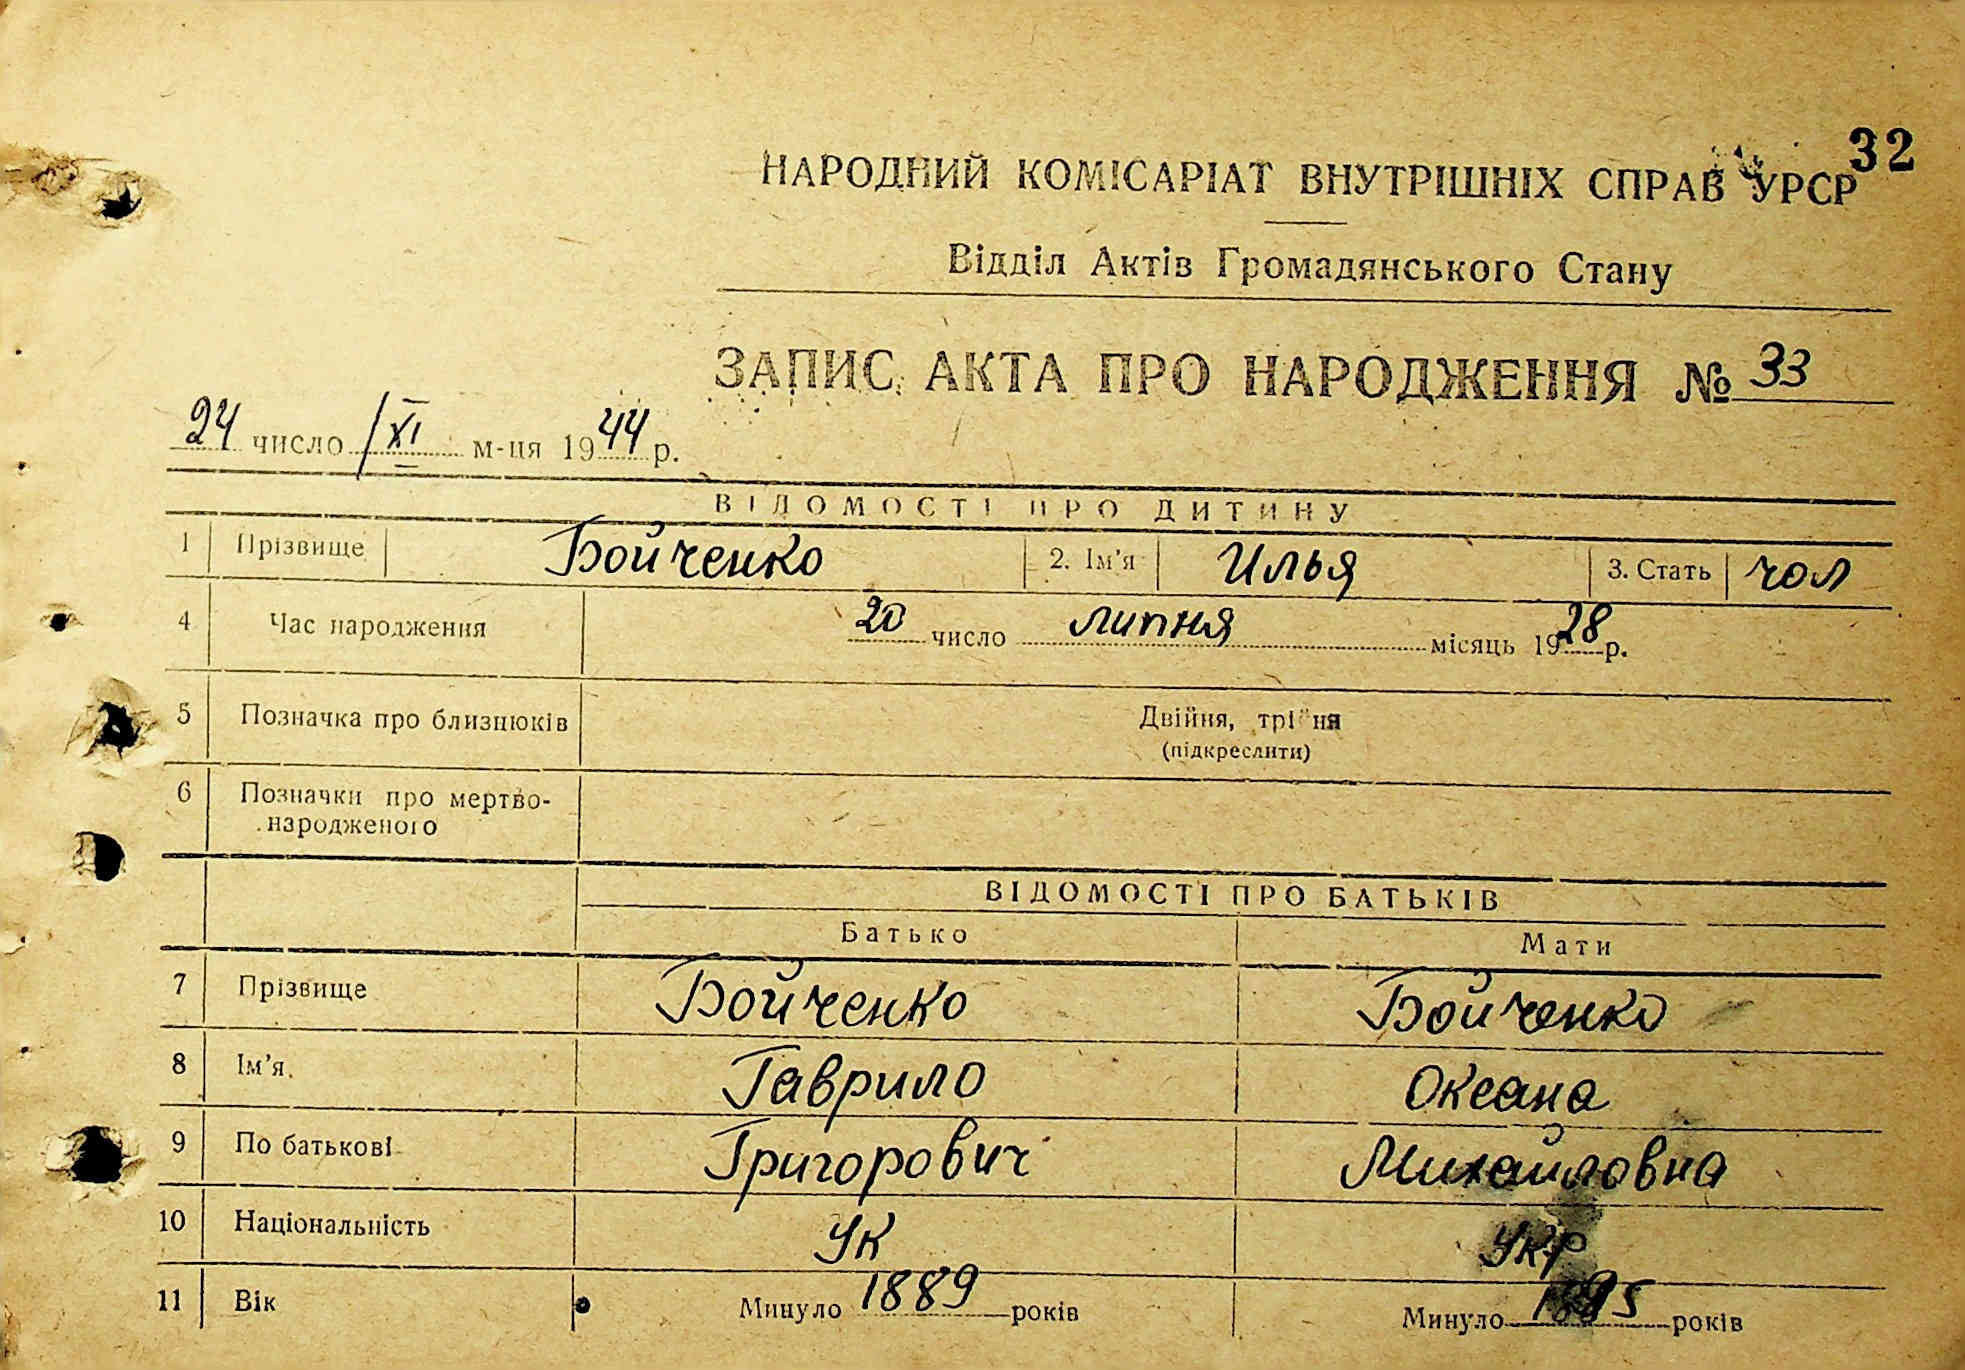 32
НАРОДНИЙ КОМІСАРІАТ ВНУТРІШНІХ СПРАВ УРСР
Відділ Актів Громадянського Стану
ЗАПИС АКТА ПРО НАРОДЖЕННЯ № 33
24 число /XI м-ця 1944 р.
ВІДОМОСТІ ПРО ДИТИНУ
1 Прізвище Бойченко 2. Ім'я Илья 3. Стать чол
4 Час народження 20 число липня місяць 1928 р.
5 Позначка про близнюків Двійня, трійня
(підкреслити)
6 Позначки про мертво-
народженого
ВІДОМОСТІ ПРО БАТЬКІВ
Батько Мати
7 Прізвище Бойченко Бойченко
8 Ім'я Гаврило Океана
9 По батькові Григорович Михайловна
10 Національність Ук Укр
11 Вік Минуло 1889 років Минуло 1895 років